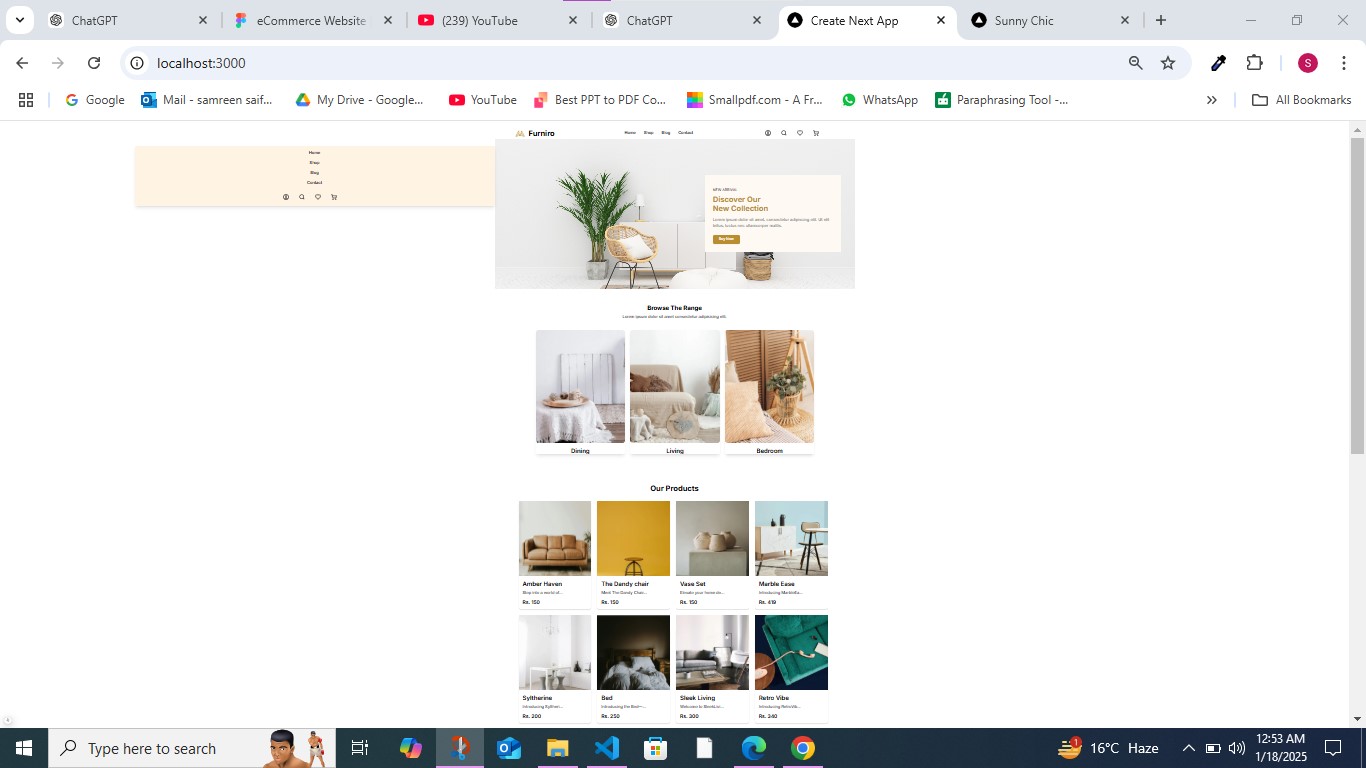 ChatGPT
eCommerce Website
(239) YouTube
ChatGPT
Create Next App
Sunny Chic
localhost:3000
S
Google
Mail - samreen saif...
My Drive - Google...
YouTube
Best PPT to PDF Co...
Smallpdf.com - A Fr...
WhatsApp
Paraphrasing Tool -...
All Bookmarks
Furniro
Home Shop Blog Contact
Home
Shop
Blog
Contact
NEW ARRIVAL
Discover Our
New Collection
Lorem ipsum dolor sit amet, consectetur adipiscing elit. Ut elit
tellus, luctus nec ullamcorper mattis.
Buy Now
Browse The Range
Lorem ipsum dolor sit amet consectetur adipisicing elit.
Dining Living Bedroom
Our Products
Amber Haven The Dandy chair Vase Set Marble Ease
Step into a world of... Meet The Dandy Chair... Elevate your home de... Introducing MarbleEa...
Rs. 150 Rs. 150 Rs. 150 Rs. 419
Syltherine Bed Sleek Living Retro Vibe
Introducing Sylther... Introducing the Bed—... Welcome to SleekLivi... Introducing RetroVib...
Rs. 200 Rs. 250 Rs. 300 Rs. 340
Type here to search
1
16°C Haze
12:53 AM
1/18/2025